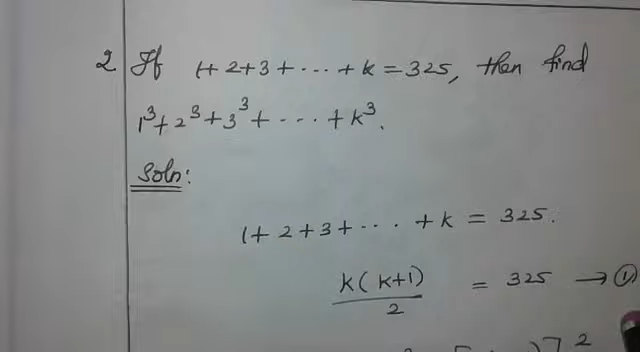 2 If 1+2+3+ ... + k = 325, then find
1³+2³+3³+ .... + k³.
Soln:
1+ 2+3+ .... + k = 325.
k(k+1)/2 = 325 → ①
2